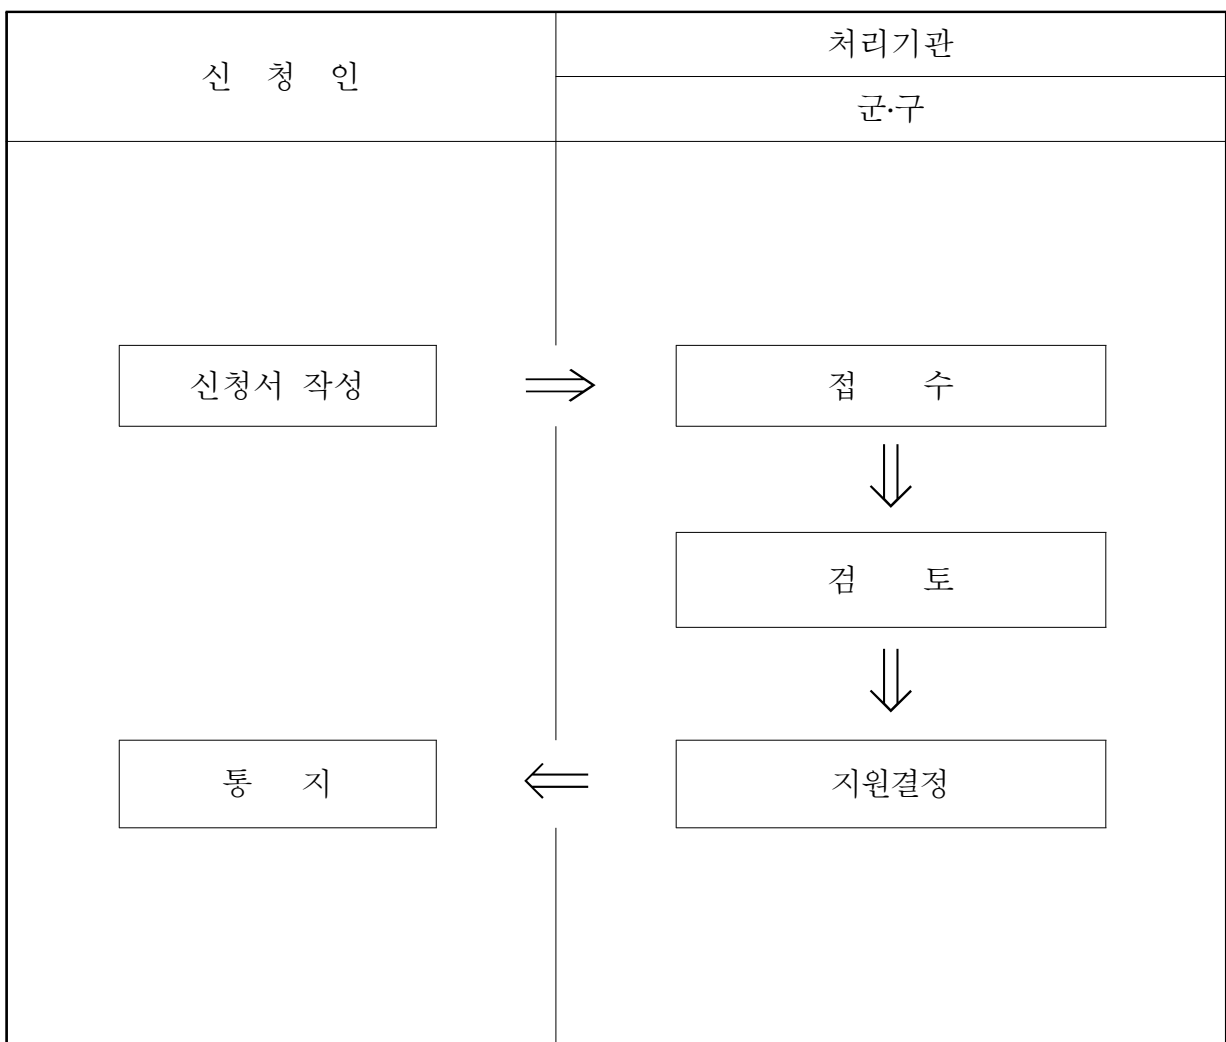 신 청 인
처리기관
군·구
신청서 작성
접 수
검 토
통 지
지원결정